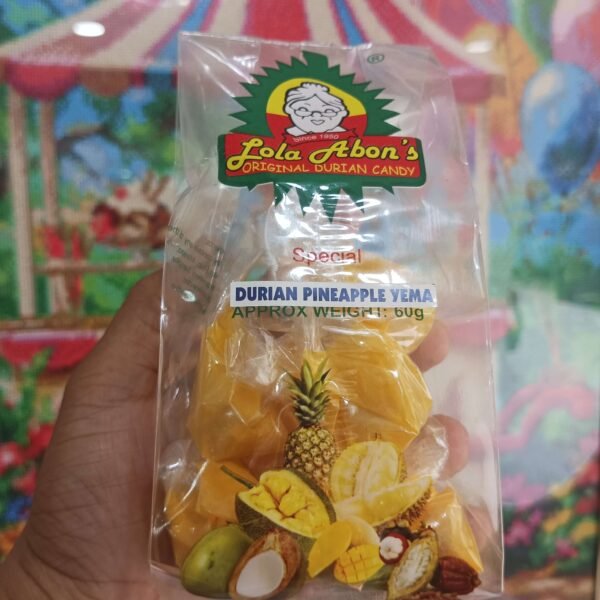 ®
Since 1950
Lola Abon's
ORIGINAL DURIAN CANDY
Special
DURIAN PINEAPPLE YEMA
APPROX WEIGHT: 60g